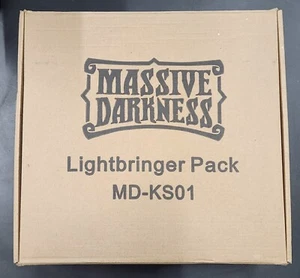 MASSIVE
DARKNESS
Lightbringer Pack
MD-KS01